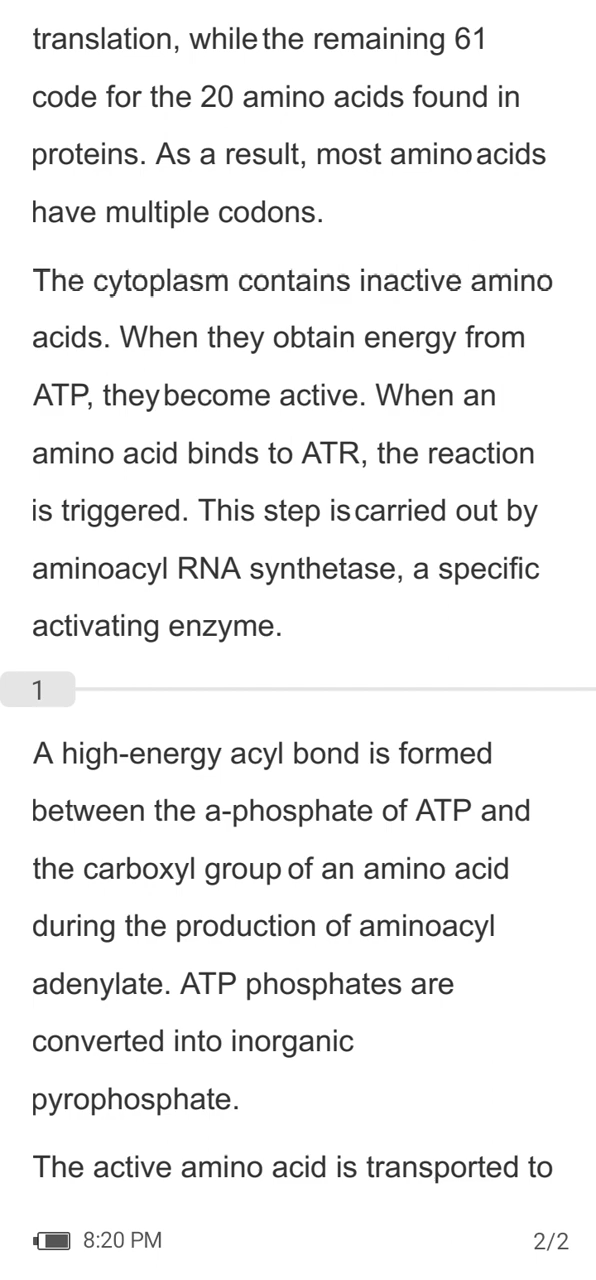 translation, while the remaining 61
code for the 20 amino acids found in
proteins. As a result, most amino acids
have multiple codons.
The cytoplasm contains inactive amino
acids. When they obtain energy from
ATP, they become active. When an
amino acid binds to ATR, the reaction
is triggered. This step is carried out by
aminoacyl RNA synthetase, a specific
activating enzyme.
1
A high-energy acyl bond is formed
between the a-phosphate of ATP and
the carboxyl group of an amino acid
during the production of aminoacyl
adenylate. ATP phosphates are
converted into inorganic
pyrophosphate.
The active amino acid is transported to
8:20 PM 2/2